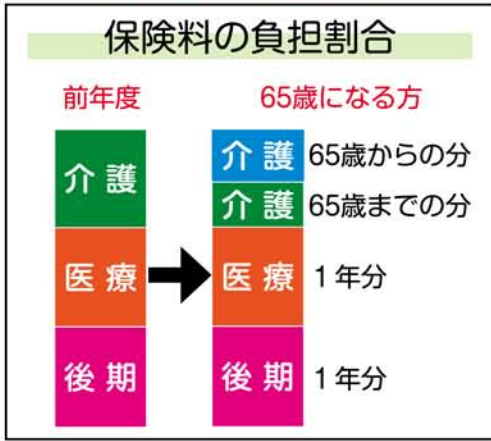 保険料の負担割合
前年度
65歳になる方
介護
介護 65歳からの分
介護 65歳までの分
医療
医療 1年分
後期
後期 1年分